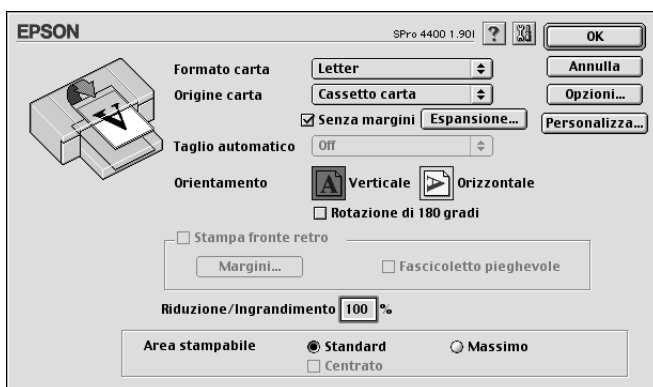 EPSON SPro 4400 1.90I ? OK
Formato carta Letter Annulla
Origine carta Cassetto carta Opzioni...
Senza margini Espansione... Personalizza...
Taglio automatico Off
Orientamento A Verticale A Orizzontale
Rotazione di 180 gradi
Stampa fronte retro
Margini... Fascicoletto pieghevole
Riduzione/Ingrandimento 100 %
Area stampabile Standard Massimo
Centrato